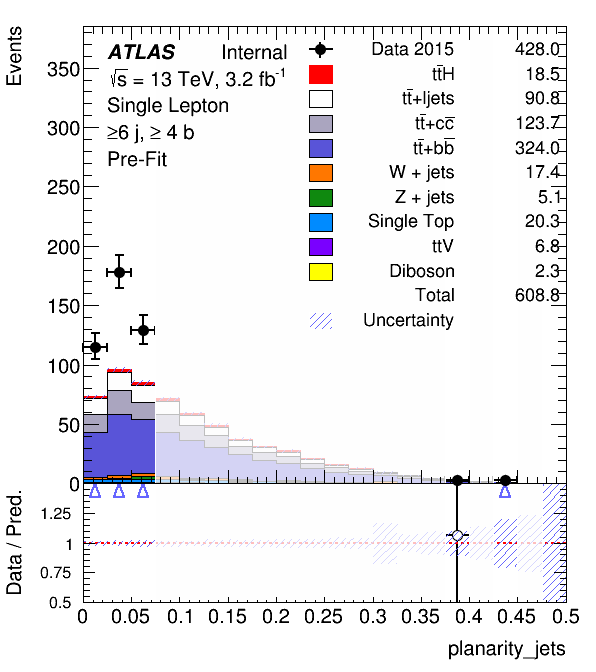 Events
ATLAS Internal
√s = 13 TeV, 3.2 fb⁻¹
Single Lepton
≥6 j, ≥ 4 b
Pre-Fit
Data 2015 428.0
tt̄H 18.5
tt̄+ljets 90.8
tt̄+cc̄ 123.7
tt̄+bb̄ 324.0
W + jets 17.4
Z + jets 5.1
Single Top 20.3
ttV 6.8
Diboson 2.3
Total 608.8
Uncertainty
350
300
250
200
150
100
50
0
Data / Pred.
1.25
1
0.75
0.5
0 0.05 0.1 0.15 0.2 0.25 0.3 0.35 0.4 0.45 0.5
planarity_jets